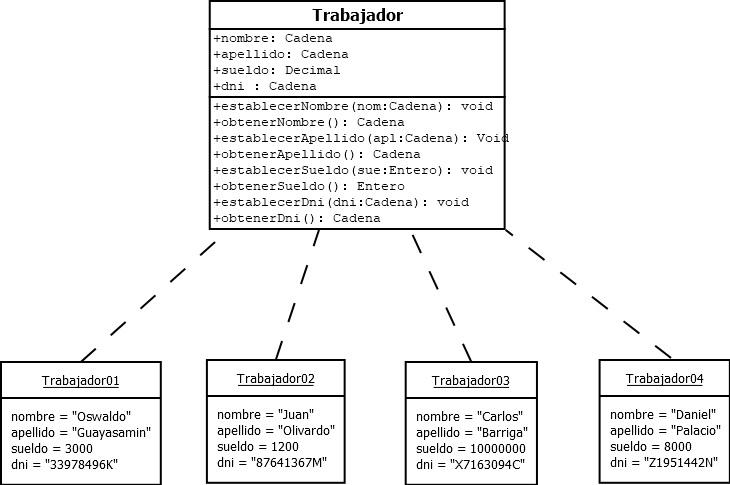 Trabajador
+nombre: Cadena
+apellido: Cadena
+sueldo: Decimal
+dni : Cadena
+establecerNombre(nom:Cadena): void
+obtenerNombre(): Cadena
+establecerApellido(apl:Cadena): Void
+obtenerApellido(): Cadena
+establecerSueldo(sue:Entero): void
+obtenerSueldo(): Entero
+establecerDni(dni:Cadena): void
+obtenerDni(): Cadena
Trabajador01
nombre = "Oswaldo"
apellido = "Guayasamin"
sueldo = 3000
dni = "33978496K"
Trabajador02
nombre = "Juan"
apellido = "Olivardo"
sueldo = 1200
dni = "87641367M"
Trabajador03
nombre = "Carlos"
apellido = "Barriga"
sueldo = 10000000
dni = "X7163094C"
Trabajador04
nombre = "Daniel"
apellido = "Palacio"
sueldo = 8000
dni = "Z1951442N"